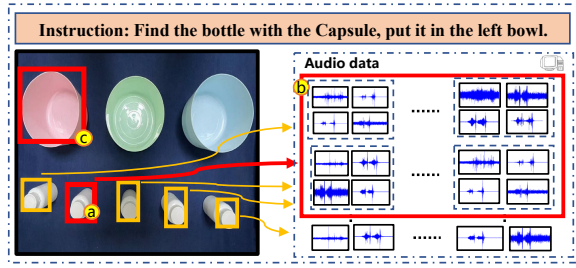 Instruction: Find the bottle with the Capsule, put it in the left bowl.
Audio data
b
......
c
......
a
......